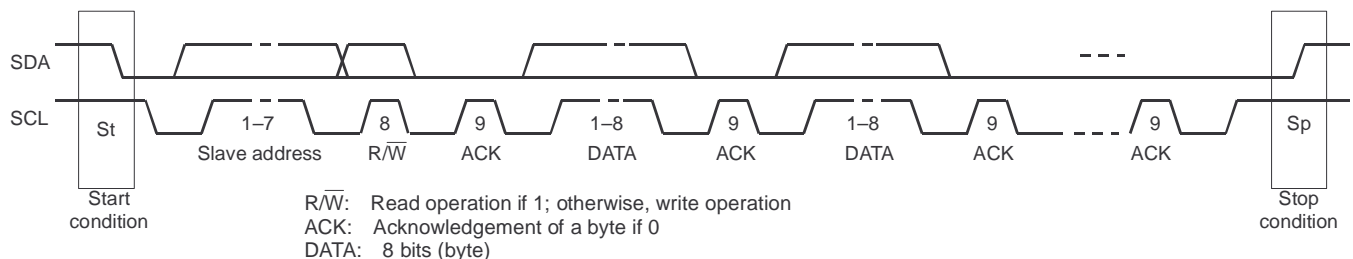 SDA
SCL
St
1–7
8
9
1–8
9
1–8
9
9
Sp
Slave address
R/W̅
ACK
DATA
ACK
DATA
ACK
ACK
Start
condition
Stop
condition
R/W̅: Read operation if 1; otherwise, write operation
ACK: Acknowledgement of a byte if 0
DATA: 8 bits (byte)